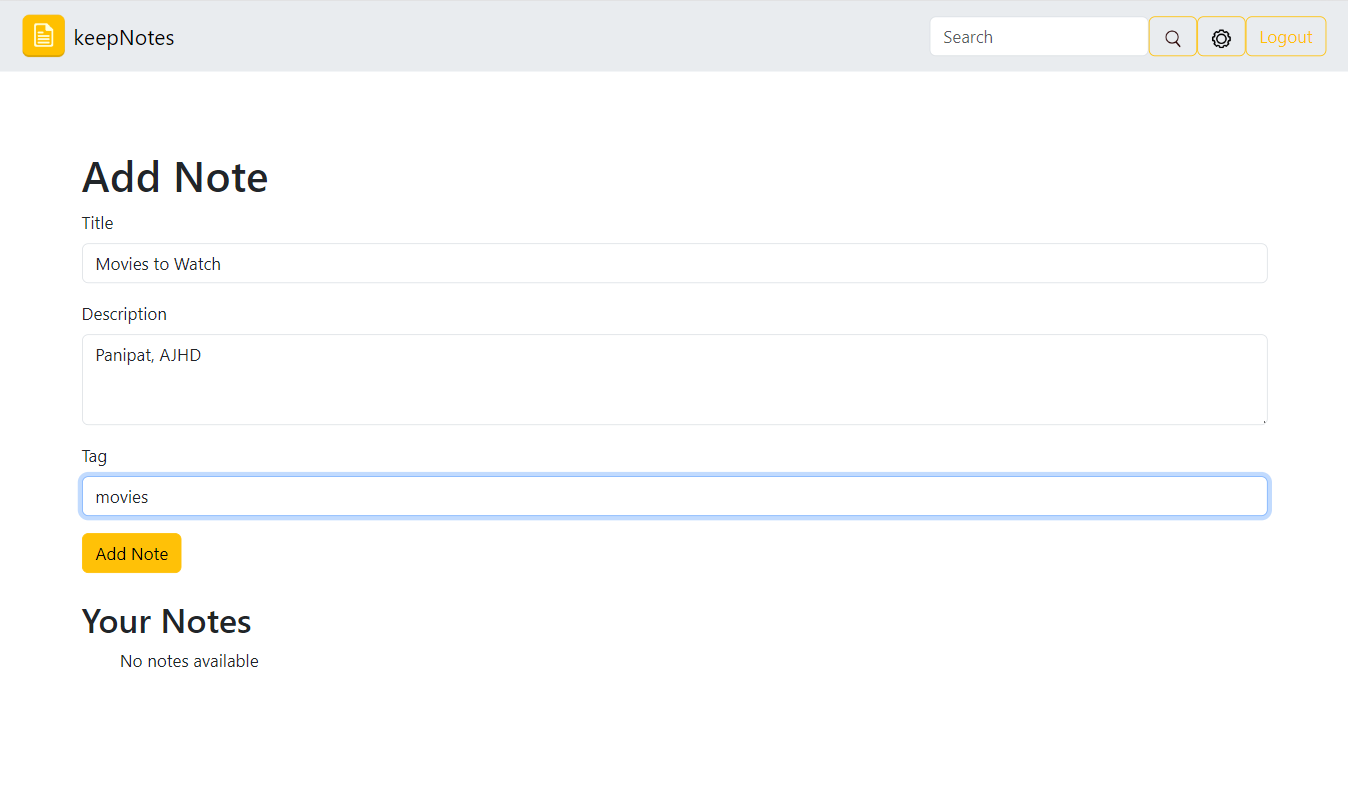 keepNotes
Search
Logout
Add Note
Title
Movies to Watch
Description
Panipat, AJHD
Tag
movies
Add Note
Your Notes
No notes available